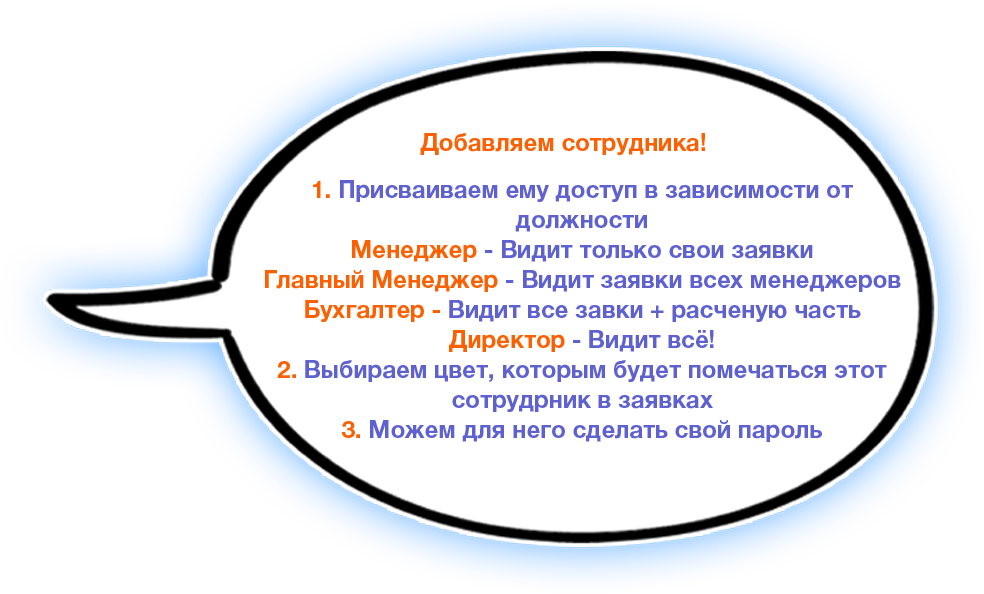 Добавляем сотрудника!
1. Присваиваем ему доступ в зависимости от
должности
Менеджер - Видит только свои заявки
Главный Менеджер - Видит заявки всех менеджеров
Бухгалтер - Видит все завки + расченую часть
Директор - Видит всё!
2. Выбираем цвет, которым будет помечаться этот
сотрудрник в заявках
3. Можем для него сделать свой пароль